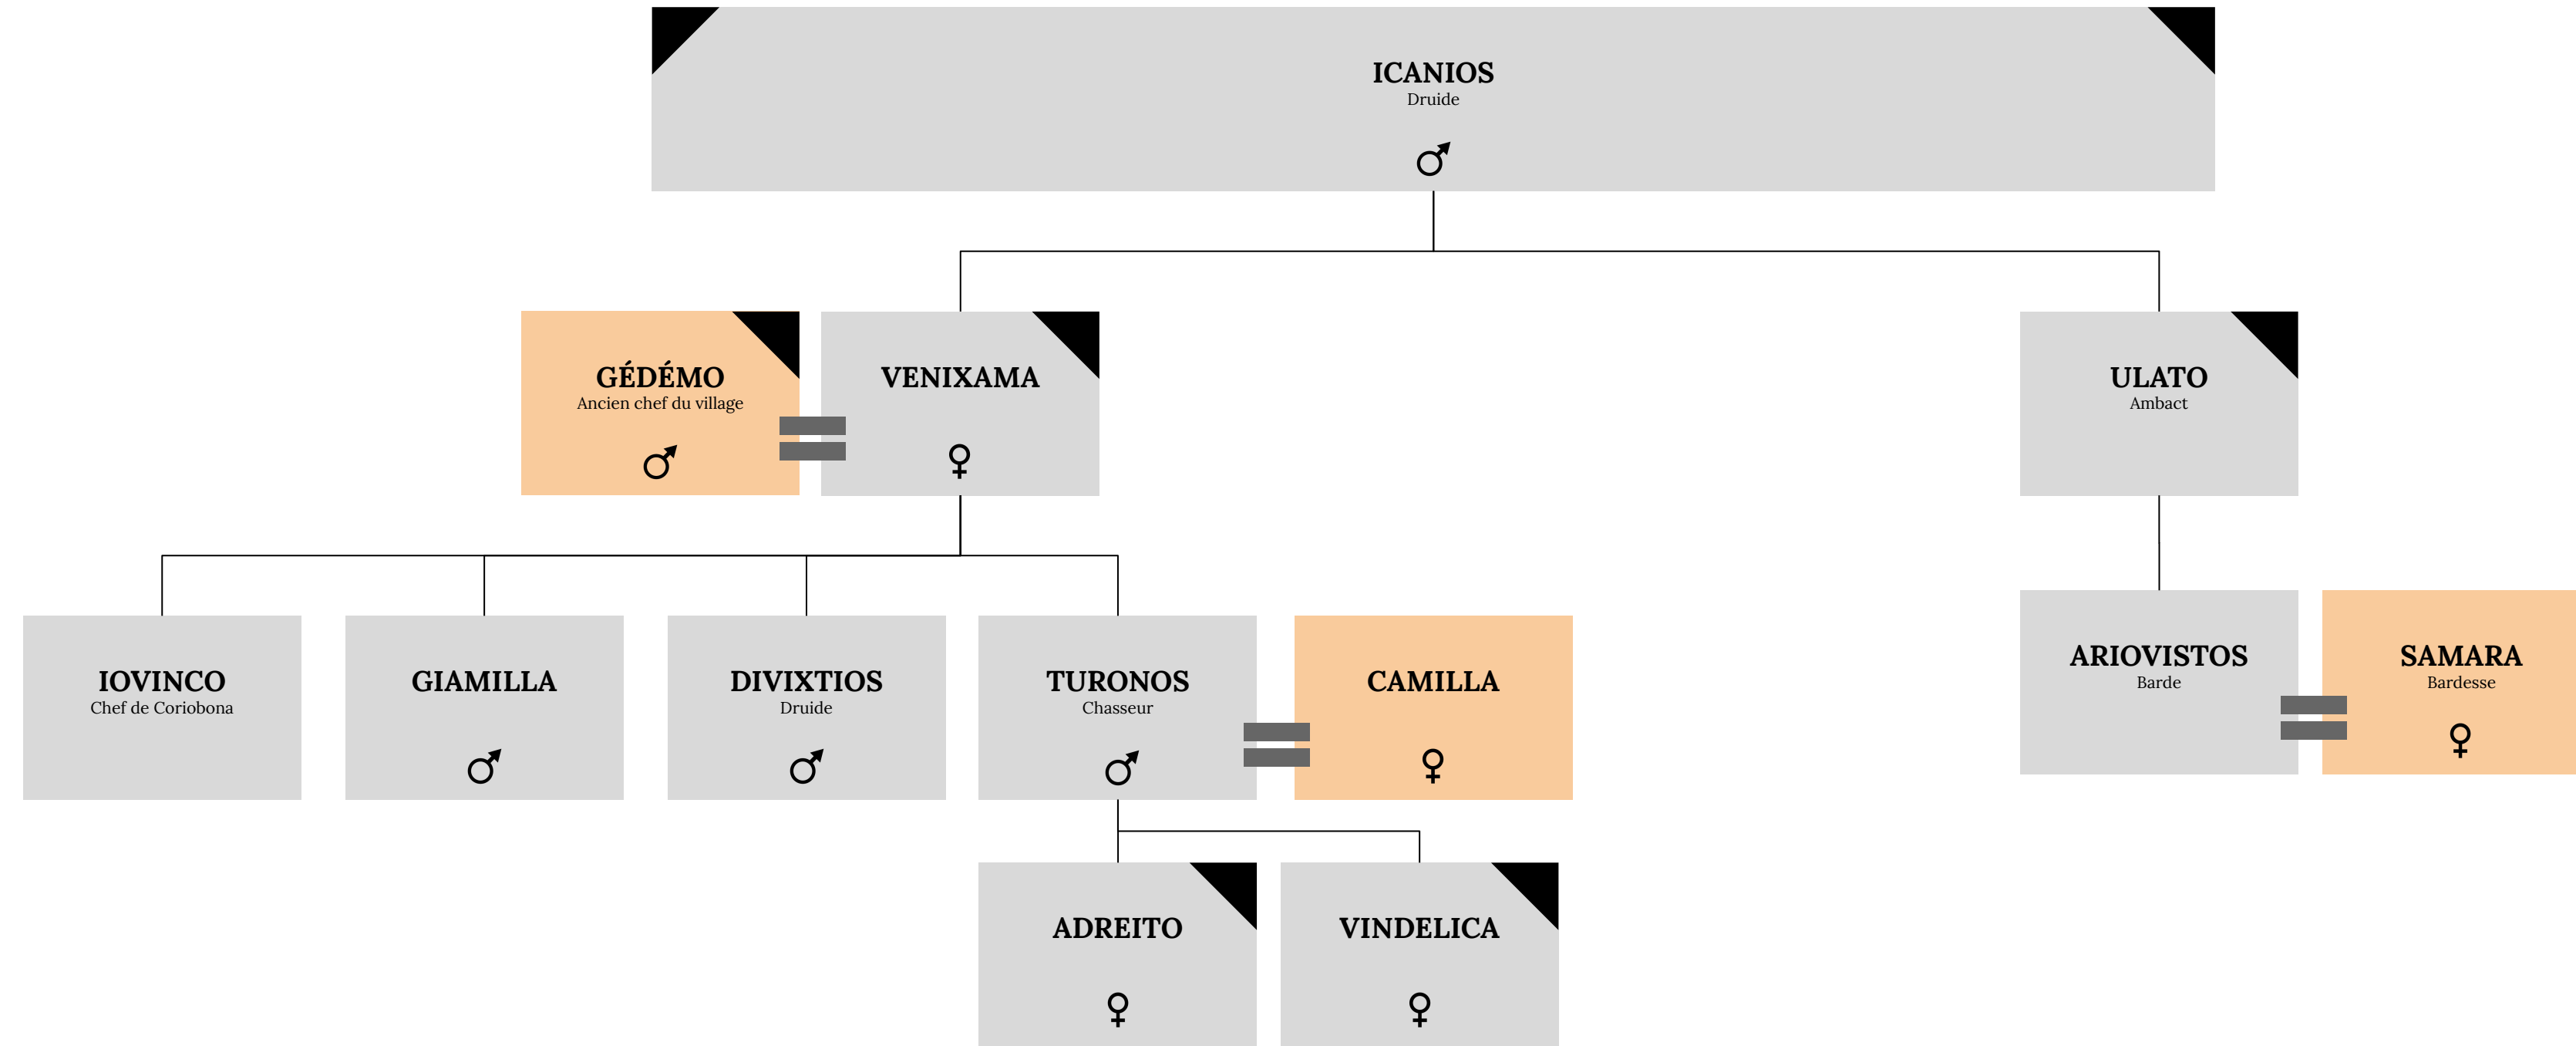 ICANIOS
Druide
♂
GÉDÉMO
Ancien chef du village
♂
VENIXAMA
♀
ULATO
Ambact
IOVINCO
Chef de Coriobona
GIAMILLA
♂
DIVIXTIOS
Druide
♂
TURONOS
Chasseur
♂
CAMILLA
♀
ARIOVISTOS
Barde
SAMARA
Bardesse
♀
ADREITO
♀
VINDELICA
♀